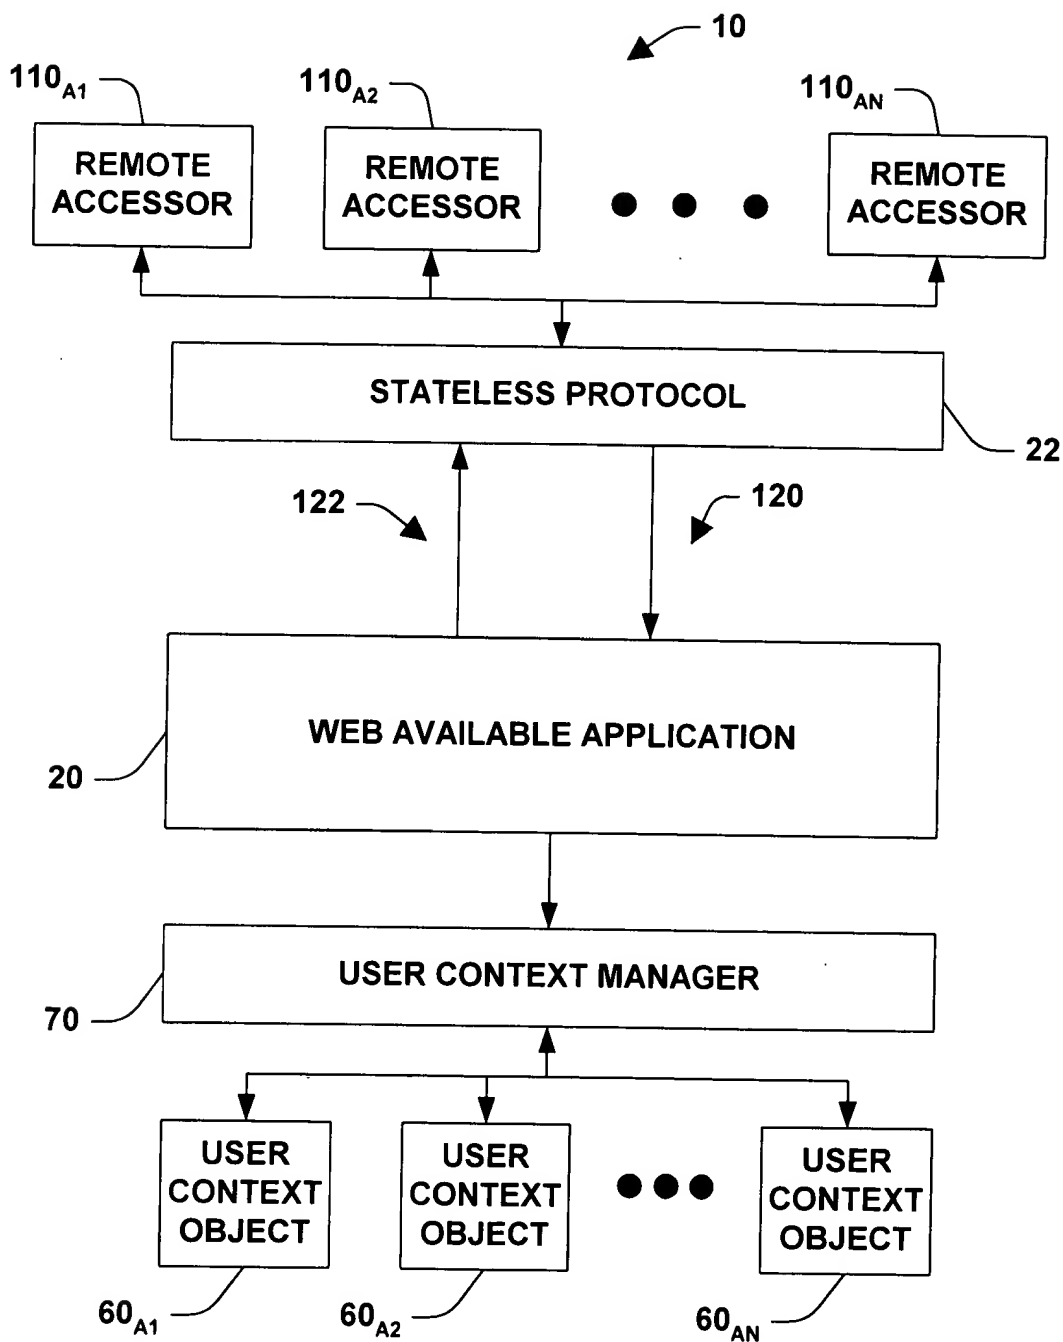 10
110A1
110A2
110AN
REMOTE
ACCESSOR
REMOTE
ACCESSOR
REMOTE
ACCESSOR
STATELESS PROTOCOL
22
122
120
WEB AVAILABLE APPLICATION
20
USER CONTEXT MANAGER
70
USER
CONTEXT
OBJECT
USER
CONTEXT
OBJECT
USER
CONTEXT
OBJECT
60A1
60A2
60AN